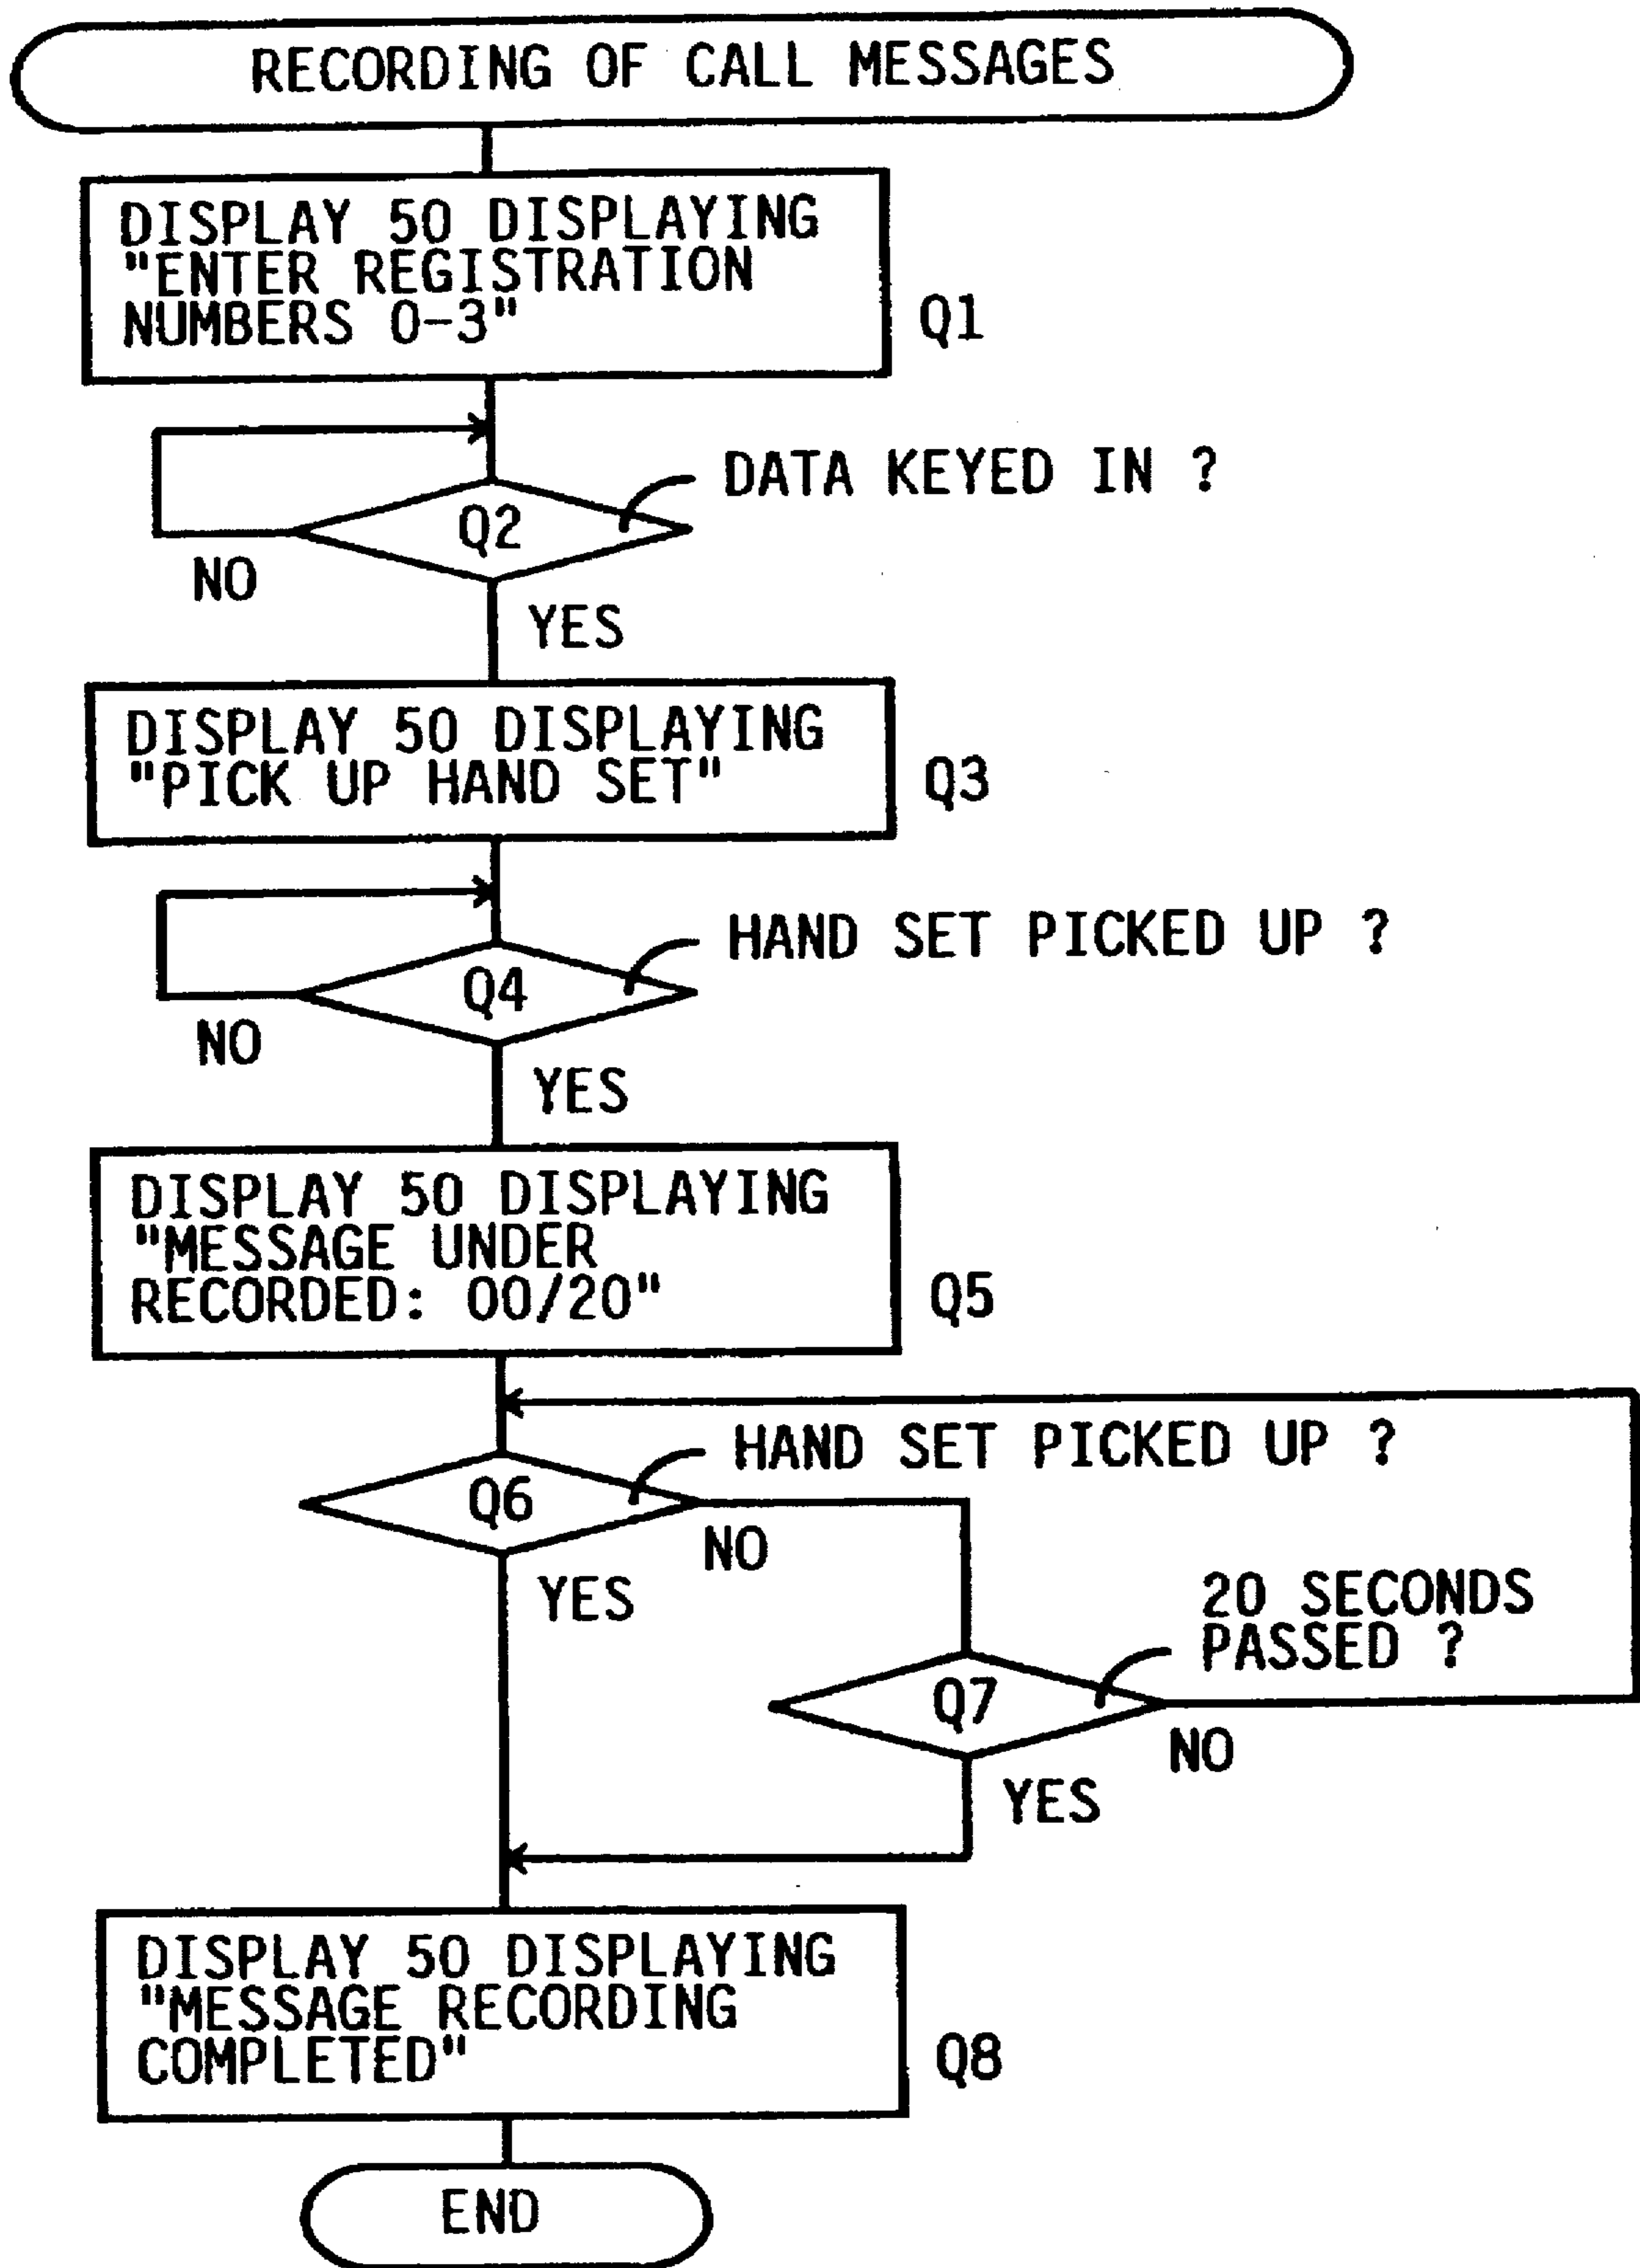 RECORDING OF CALL MESSAGES
DISPLAY 50 DISPLAYING
"ENTER REGISTRATION
NUMBERS 0-3"
Q1
DATA KEYED IN ?
Q2
NO
YES
DISPLAY 50 DISPLAYING
"PICK UP HAND SET"
Q3
HAND SET PICKED UP ?
Q4
NO
YES
DISPLAY 50 DISPLAYING
"MESSAGE UNDER
RECORDED: 00/20"
Q5
HAND SET PICKED UP ?
Q6
NO
YES
20 SECONDS
PASSED ?
Q7
NO
YES
DISPLAY 50 DISPLAYING
"MESSAGE RECORDING
COMPLETED"
Q8
END